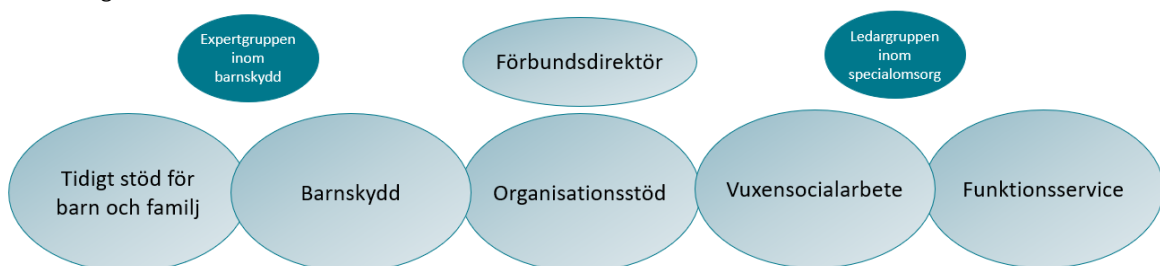 Expertgruppen
inom
barnskydd
Förbundsdirektör
Ledargruppen
inom
specialomsorg
Tidigt stöd för
barn och familj
Barnskydd
Organisationsstöd
Vuxensocialarbete
Funktionsservice